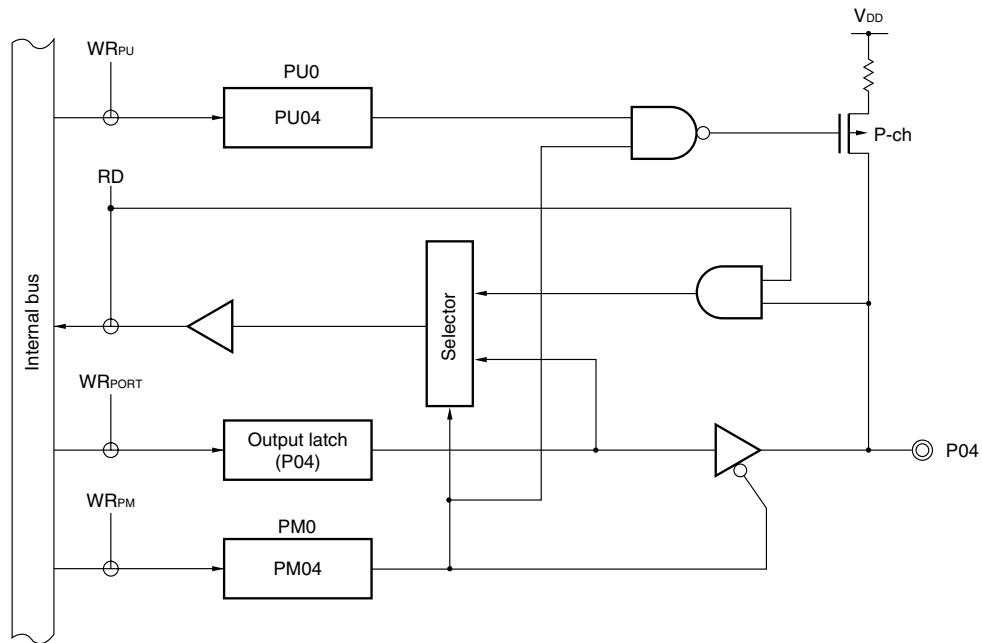 VDD
WRPU
PU0
PU04
P-ch
RD
Selector
Internal bus
WRPORT
Output latch
(P04)
P04
WRPM
PM0
PM04